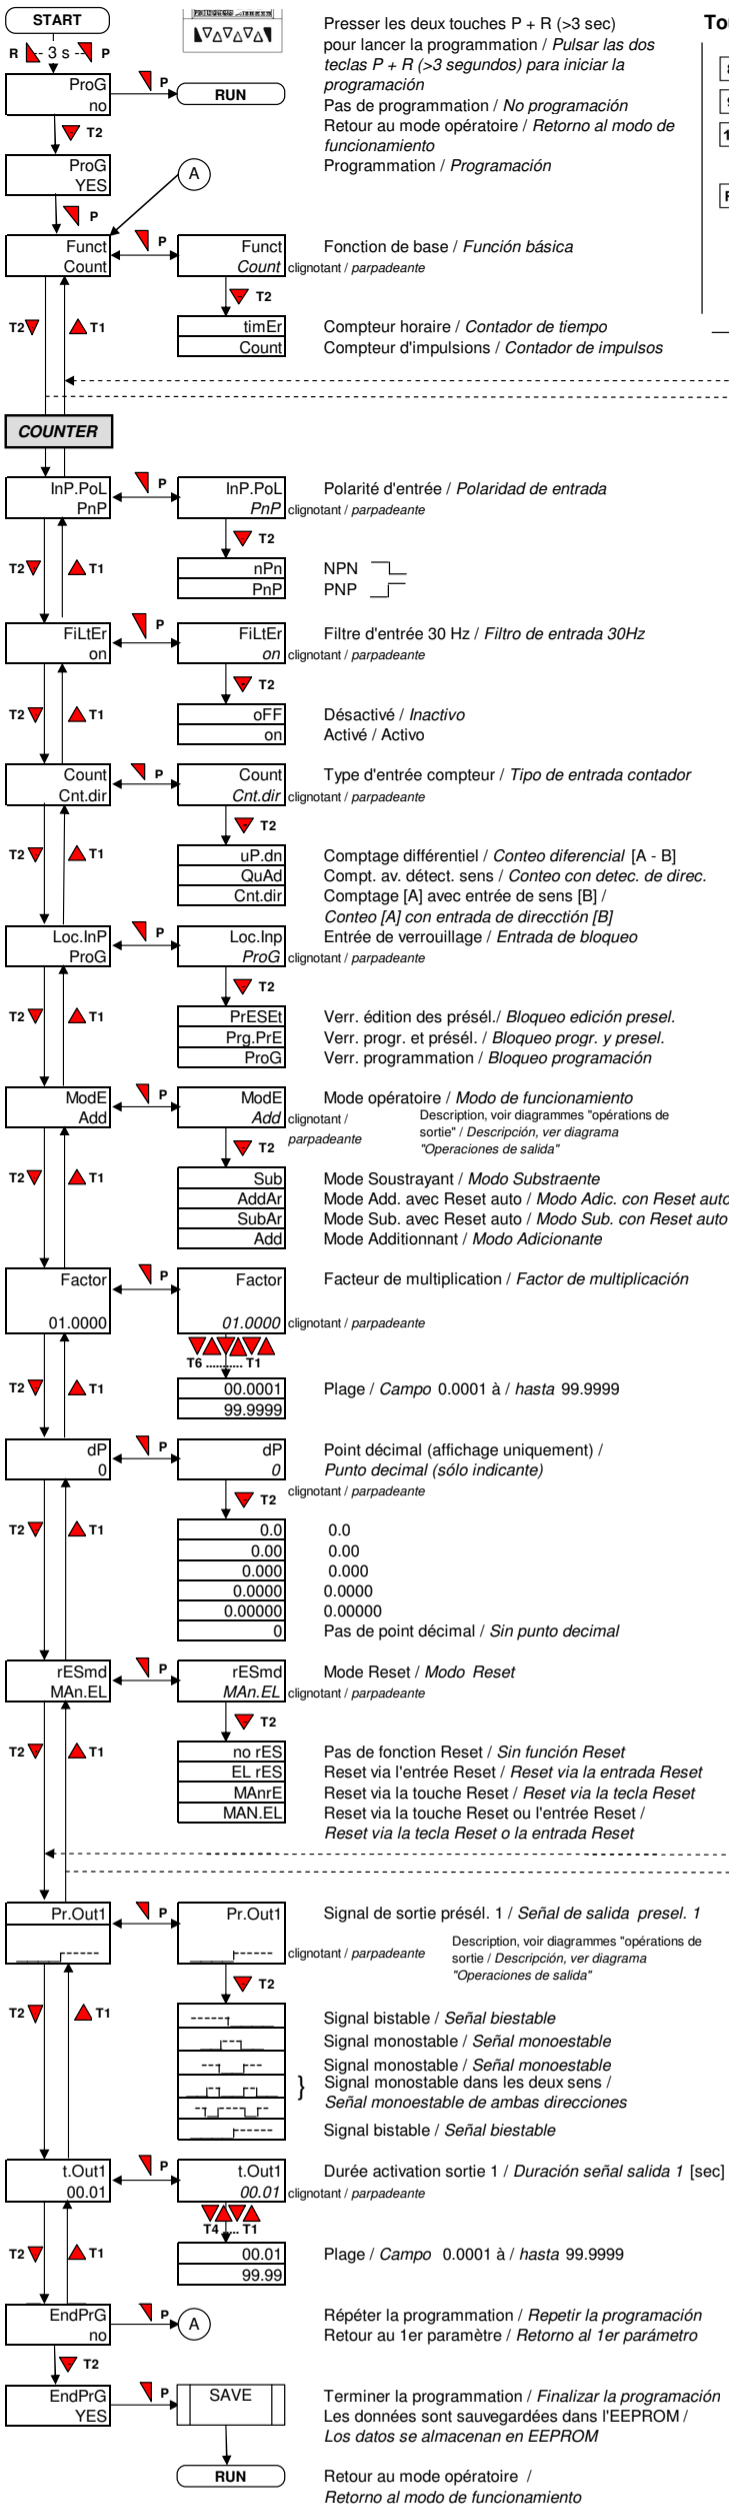 START
Presser les deux touches P + R (>3 sec)
Tou
R - 3 s - P
pour lancer la programmation / Pulsar las dos
teclas P + R (>3 segundos) para iniciar la
programación
ProG
no
P
RUN
Pas de programmation / No programación
T2
Retour au mode opératoire / Retorno al modo de
funcionamiento
ProG
YES
A
Programmation / Programación
P
Funct
Count
P
Funct
Count
clignotant / parpadeante
Fonction de base / Función básica
T2
T2
T1
timEr
Compteur horaire / Contador de tiempo
Count
Compteur d'impulsions / Contador de impulsos
COUNTER
InP.PoL
PnP
P
InP.PoL
PnP
clignotant / parpadeante
Polarité d'entrée / Polaridad de entrada
T2
T2
T1
nPn
NPN
PnP
PNP
FiLtEr
on
P
FiLtEr
on
clignotant / parpadeante
Filtre d'entrée 30 Hz / Filtro de entrada 30Hz
T2
T2
T1
oFF
Désactivé / Inactivo
on
Activé / Activo
Count
Cnt.dir
P
Count
Cnt.dir
clignotant / parpadeante
Type d'entrée compteur / Tipo de entrada contador
T2
T2
T1
uP.dn
Comptage différentiel / Conteo diferencial [A - B]
QuAd
Compt. av. détect. sens / Conteo con detec. de direc.
Cnt.dir
Comptage [A] avec entrée de sens [B] /
Conteo [A] con entrada de direcctión [B]
Loc.InP
ProG
P
Loc.Inp
ProG
clignotant / parpadeante
Entrée de verrouillage / Entrada de bloqueo
T2
T2
T1
PrESEt
Verr. édition des présél./ Bloqueo edición presel.
Prg.PrE
Verr. progr. et présél. / Bloqueo progr. y presel.
ProG
Verr. programmation / Bloqueo programación
ModE
Add
P
ModE
Add
clignotant /
parpadeante
Mode opératoire / Modo de funcionamiento
Description, voir diagrammes "opérations de
sortie" / Descripción, ver diagrama
"Operaciones de salida"
T2
T2
T1
Sub
Mode Soustrayant / Modo Substraente
AddAr
Mode Add. avec Reset auto / Modo Adic. con Reset auto
SubAr
Mode Sub. avec Reset auto / Modo Sub. con Reset auto
Add
Mode Additionnant / Modo Adicionante
Factor
01.0000
P
Factor
01.0000
clignotant / parpadeante
Facteur de multiplication / Factor de multiplicación
T6 .......... T1
T2
T1
00.0001
99.9999
Plage / Campo 0.0001 à / hasta 99.9999
dP
0
P
dP
0
Point décimal (affichage uniquement) /
Punto decimal (sólo indicante)
clignotant / parpadeante
T2
T2
T1
0.0
0.0
0.00
0.00
0.000
0.000
0.0000
0.0000
0.00000
0.00000
0
Pas de point décimal / Sin punto decimal
rESmd
MAn.EL
P
rESmd
MAn.EL
clignotant / parpadeante
Mode Reset / Modo Reset
T2
T2
T1
no rES
Pas de fonction Reset / Sin función Reset
EL rES
Reset via l'entrée Reset / Reset via la entrada Reset
MAnrE
Reset via la touche Reset / Reset via la tecla Reset
MAN.EL
Reset via la touche Reset ou l'entrée Reset /
Reset via la tecla Reset o la entrada Reset
Pr.Out1
P
Pr.Out1
clignotant / parpadeante
Signal de sortie présél. 1 / Señal de salida presel. 1
Description, voir diagrammes "opérations de
sortie / Descripción, ver diagrama
"Operaciones de salida"
T2
T2
T1
Signal bistable / Señal biestable
Signal monostable / Señal monoestable
Signal monostable / Señal monoestable
}
Signal monostable dans les deux sens /
Señal monoestable de ambas direcciones
Signal bistable / Señal biestable
t.Out1
00.01
P
t.Out1
00.01
clignotant / parpadeante
Durée activation sortie 1 / Duración señal salida 1 [sec]
T4 ..... T1
T2
T1
00.01
99.99
Plage / Campo 0.0001 à / hasta 99.9999
EndPrG
no
P
A
Répéter la programmation / Repetir la programación
Retour au 1er paramètre / Retorno al 1er parámetro
T2
EndPrG
YES
P
SAVE
Terminer la programmation / Finalizar la programación
Les données sont sauvegardées dans l'EEPROM /
Los datos se almacenan en EEPROM
RUN
Retour au mode opératoire /
Retorno al modo de funcionamiento